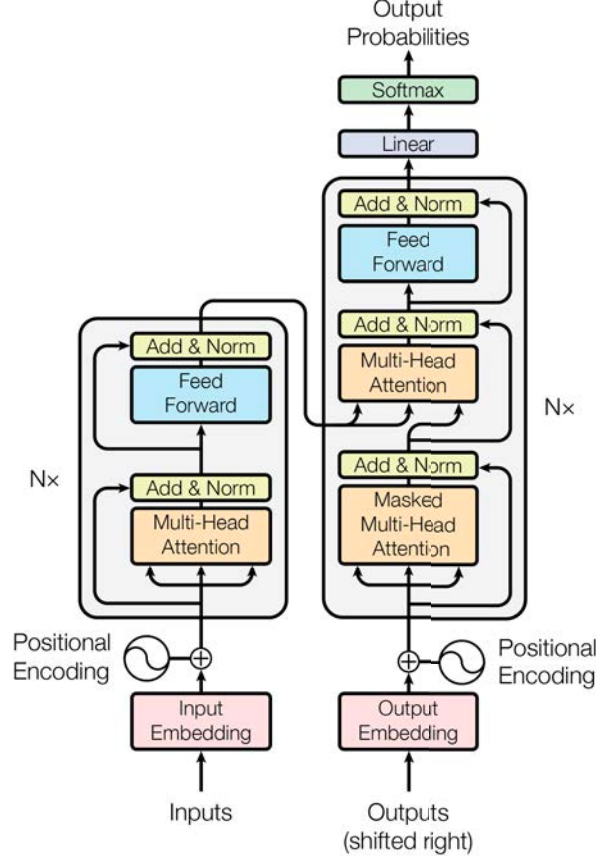 Output
Probabilities
Softmax
Linear
Add & Norm
Feed
Forward
Add & Norm
Multi-Head
Attention
Add & Norm
Masked
Multi-Head
Attention
Nx
Add & Norm
Feed
Forward
Add & Norm
Multi-Head
Attention
N×
Positional
Encoding
Positional
Encoding
Input
Embedding
Output
Embedding
Inputs
Outputs
(shifted right)